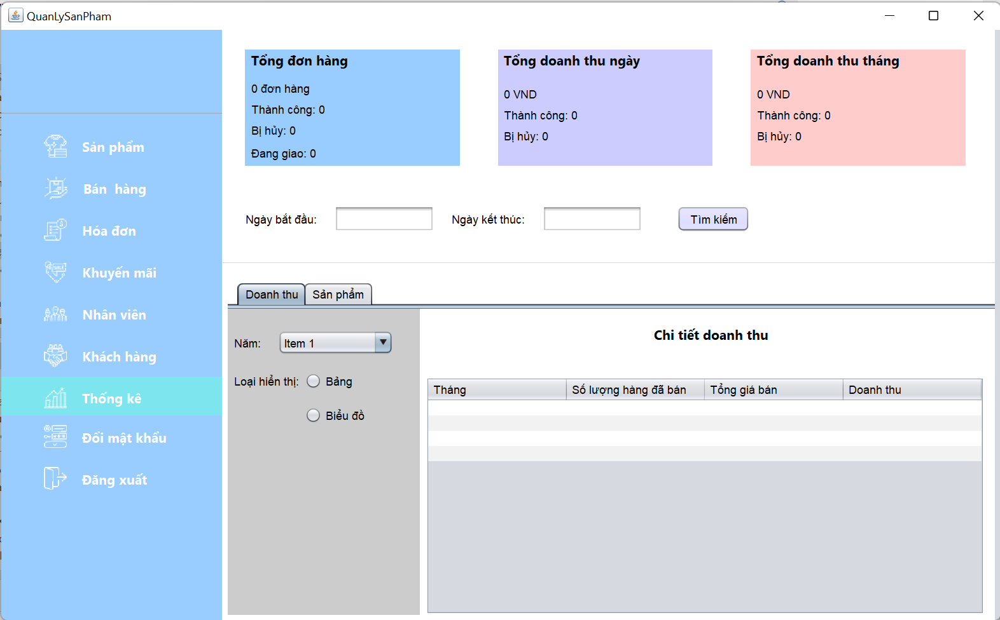 QuanLySanPham
Sản phẩm
Bán hàng
Hóa đơn
Khuyến mãi
Nhân viên
Khách hàng
Thống kê
Đổi mật khẩu
Đăng xuất
Tổng đơn hàng
0 đơn hàng
Thành công: 0
Bị hủy: 0
Đang giao: 0
Tổng doanh thu ngày
0 VND
Thành công: 0
Bị hủy: 0
Tổng doanh thu tháng
0 VND
Thành công: 0
Bị hủy: 0
Ngày bắt đầu:
Ngày kết thúc:
Tìm kiếm
Doanh thu
Sản phẩm
Năm:
Item 1
Loại hiển thị:
Bảng
Biểu đồ
Chi tiết doanh thu
Tháng
Số lượng hàng đã bán
Tổng giá bán
Doanh thu